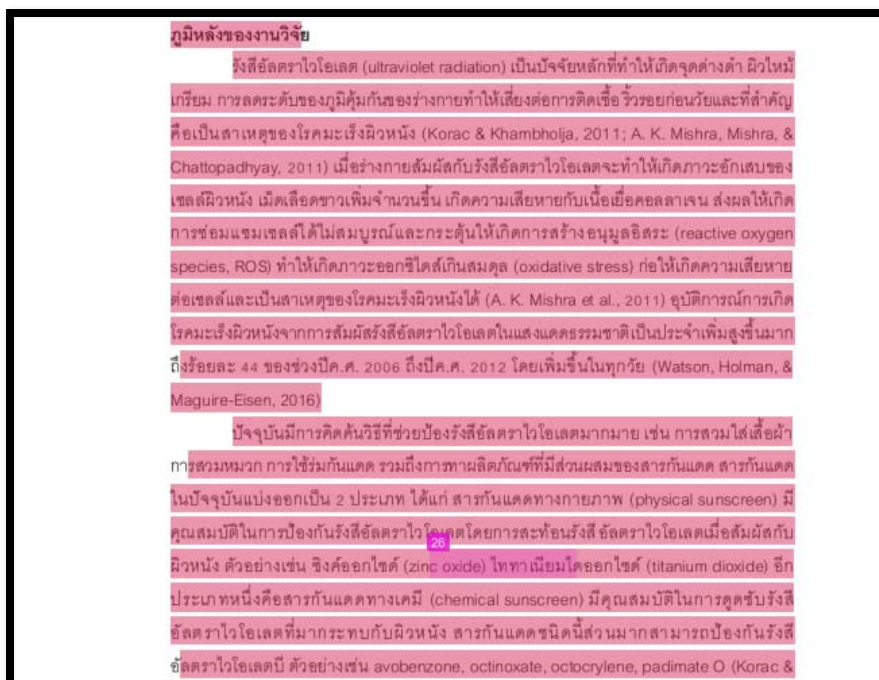 ภูมิหลังของงานวิจัย
รังสีอัลตราไวโอเลต (ultraviolet radiation) เป็นปัจจัยหลักที่ทำให้เกิดจุดด่างดำ ผิวไหม้
เกรียม การลดระดับของภูมิคุ้มกันของร่างกายทำให้เสี่ยงต่อการติดเชื้อ ริ้วรอยก่อนวัยและที่สำคัญ
คือเป็นสาเหตุของโรคมะเร็งผิวหนัง (Korac & Khambholja, 2011; A. K. Mishra, Mishra, &
Chattopadhyay, 2011) เมื่อร่างกายสัมผัสกับรังสีอัลตราไวโอเลตจะทำให้เกิดภาวะอักเสบของ
เซลล์ผิวหนัง เม็ดเลือดขาวเพิ่มจำนวนขึ้น เกิดความเสียหายกับเนื้อเยื่อคอลลาเจน ส่งผลให้เกิด
การซ่อมแซมเซลล์ได้ไม่สมบูรณ์และกระตุ้นให้เกิดการสร้างอนุมูลอิสระ (reactive oxygen
species, ROS) ทำให้เกิดภาวะออกซิไดส์เกินสมดุล (oxidative stress) ก่อให้เกิดความเสียหาย
ต่อเซลล์และเป็นสาเหตุของโรคมะเร็งผิวหนังได้ (A. K. Mishra et al., 2011) อุบัติการณ์การเกิด
โรคมะเร็งผิวหนังจากการสัมผัสรังสีอัลตราไวโอเลตในแสงแดดธรรมชาติเป็นประจำเพิ่มสูงขึ้นมาก
ถึงร้อยละ 44 ของช่วงปีค.ศ. 2006 ถึงปีค.ศ. 2012 โดยเพิ่มขึ้นในทุกวัย (Watson, Holman, &
Maguire-Eisen, 2016)
ปัจจุบันมีการคิดค้นวิธีที่ช่วยป้องรังสีอัลตราไวโอเลตมากมาย เช่น การสวมใส่เสื้อผ้า
การสวมหมวก การใช้ร่มกันแดด รวมถึงการทาผลิตภัณฑ์ที่มีส่วนผสมของสารกันแดด สารกันแดด
ในปัจจุบันแบ่งออกเป็น 2 ประเภท ได้แก่ สารกันแดดทางกายภาพ (physical sunscreen) มี
คุณสมบัติในการป้องกันรังสีอัลตราไวโอเลตโดยการสะท้อนรังสี อัลตราไวโอเลตเมื่อสัมผัสกับ
26
ผิวหนัง ตัวอย่างเช่น ซิงค์ออกไซด์ (zinc oxide) ไททาเนียมไดออกไซด์ (titanium dioxide) อีก
ประเภทหนึ่งคือสารกันแดดทางเคมี (chemical sunscreen) มีคุณสมบัติในการดูดซับรังสี
อัลตราไวโอเลตที่มากระทบกับผิวหนัง สารกันแดดชนิดนี้ส่วนมากสามารถป้องกันรังสี
อัลตราไวโอเลตบี ตัวอย่างเช่น avobenzone, octinoxate, octocrylene, padimate O (Korac &